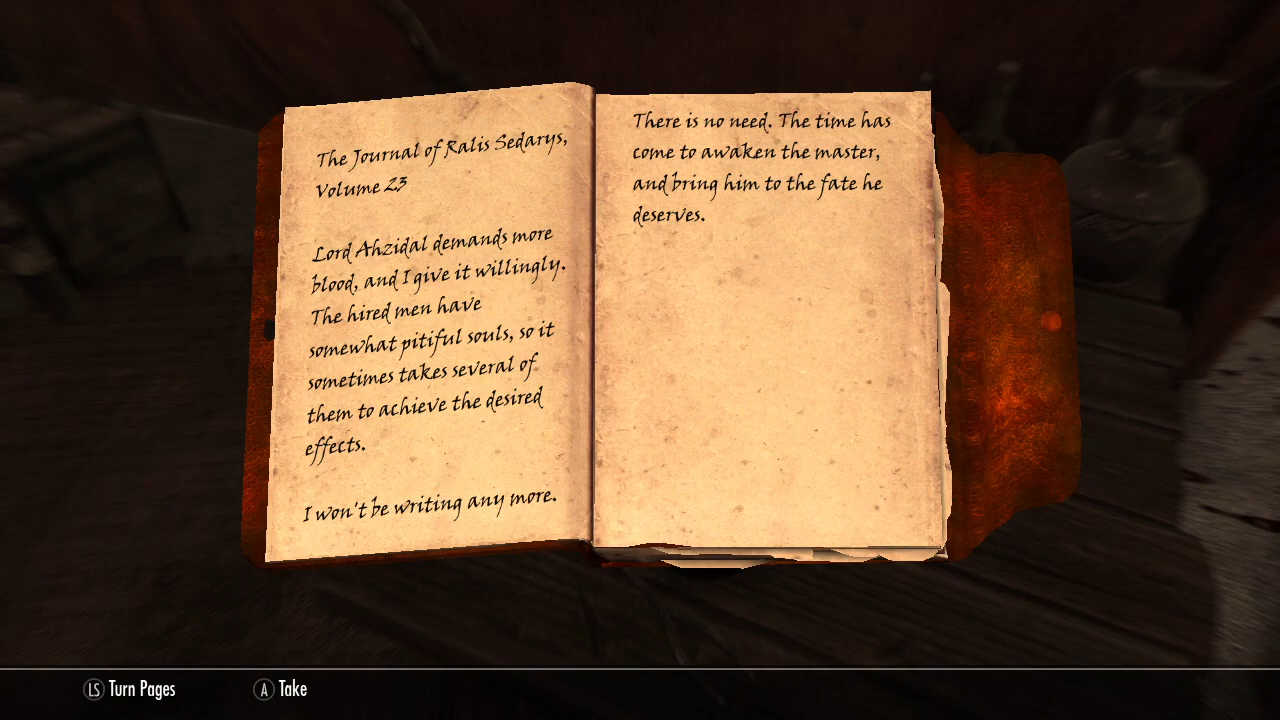 The Journal of Ralis Sedarys,
Volume 23
Lord Ahzidal demands more
blood, and I give it willingly.
The hired men have
somewhat pitiful souls, so it
sometimes takes several of
them to achieve the desired
effects.
I won't be writing any more.
There is no need. The time has
come to awaken the master,
and bring him to the fate he
deserves.
LS Turn Pages
A Take